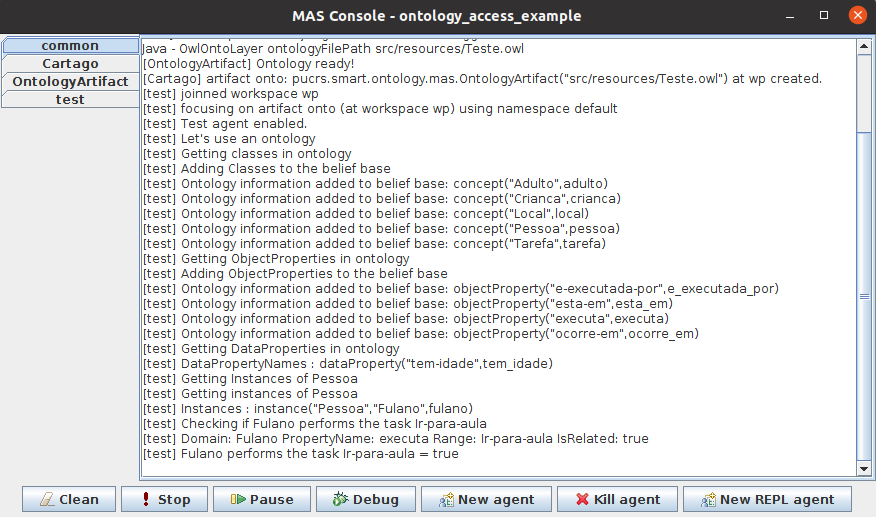 MAS Console - ontology_access_example
common
Cartago
OntologyArtifact
test
Java - OwlOntoLayer ontologyFilePath src/resources/Teste.owl
[OntologyArtifact] Ontology ready!
[Cartago] artifact onto: pucrs.smart.ontology.mas.OntologyArtifact("src/resources/Teste.owl") at wp created.
[test] joinned workspace wp
[test] focusing on artifact onto (at workspace wp) using namespace default
[test] Test agent enabled.
[test] Let's use an ontology
[test] Getting classes in ontology
[test] Adding Classes to the belief base
[test] Ontology information added to belief base: concept("Adulto",adulto)
[test] Ontology information added to belief base: concept("Crianca",crianca)
[test] Ontology information added to belief base: concept("Local",local)
[test] Ontology information added to belief base: concept("Pessoa",pessoa)
[test] Ontology information added to belief base: concept("Tarefa",tarefa)
[test] Getting ObjectProperties in ontology
[test] Adding ObjectProperties to the belief base
[test] Ontology information added to belief base: objectProperty("e-executada-por",e_executada_por)
[test] Ontology information added to belief base: objectProperty("esta-em",esta_em)
[test] Ontology information added to belief base: objectProperty("executa",executa)
[test] Ontology information added to belief base: objectProperty("ocorre-em",ocorre_em)
[test] Getting DataProperties in ontology
[test] DataPropertyNames : dataProperty("tem-idade",tem_idade)
[test] Getting Instances of Pessoa
[test] Getting instances of Pessoa
[test] Instances : instance("Pessoa","Fulano",fulano)
[test] Checking if Fulano performs the task Ir-para-aula
[test] Domain: Fulano PropertyName: executa Range: Ir-para-aula IsRelated: true
[test] Fulano performs the task Ir-para-aula = true
Clean
Stop
Pause
Debug
New agent
Kill agent
New REPL agent